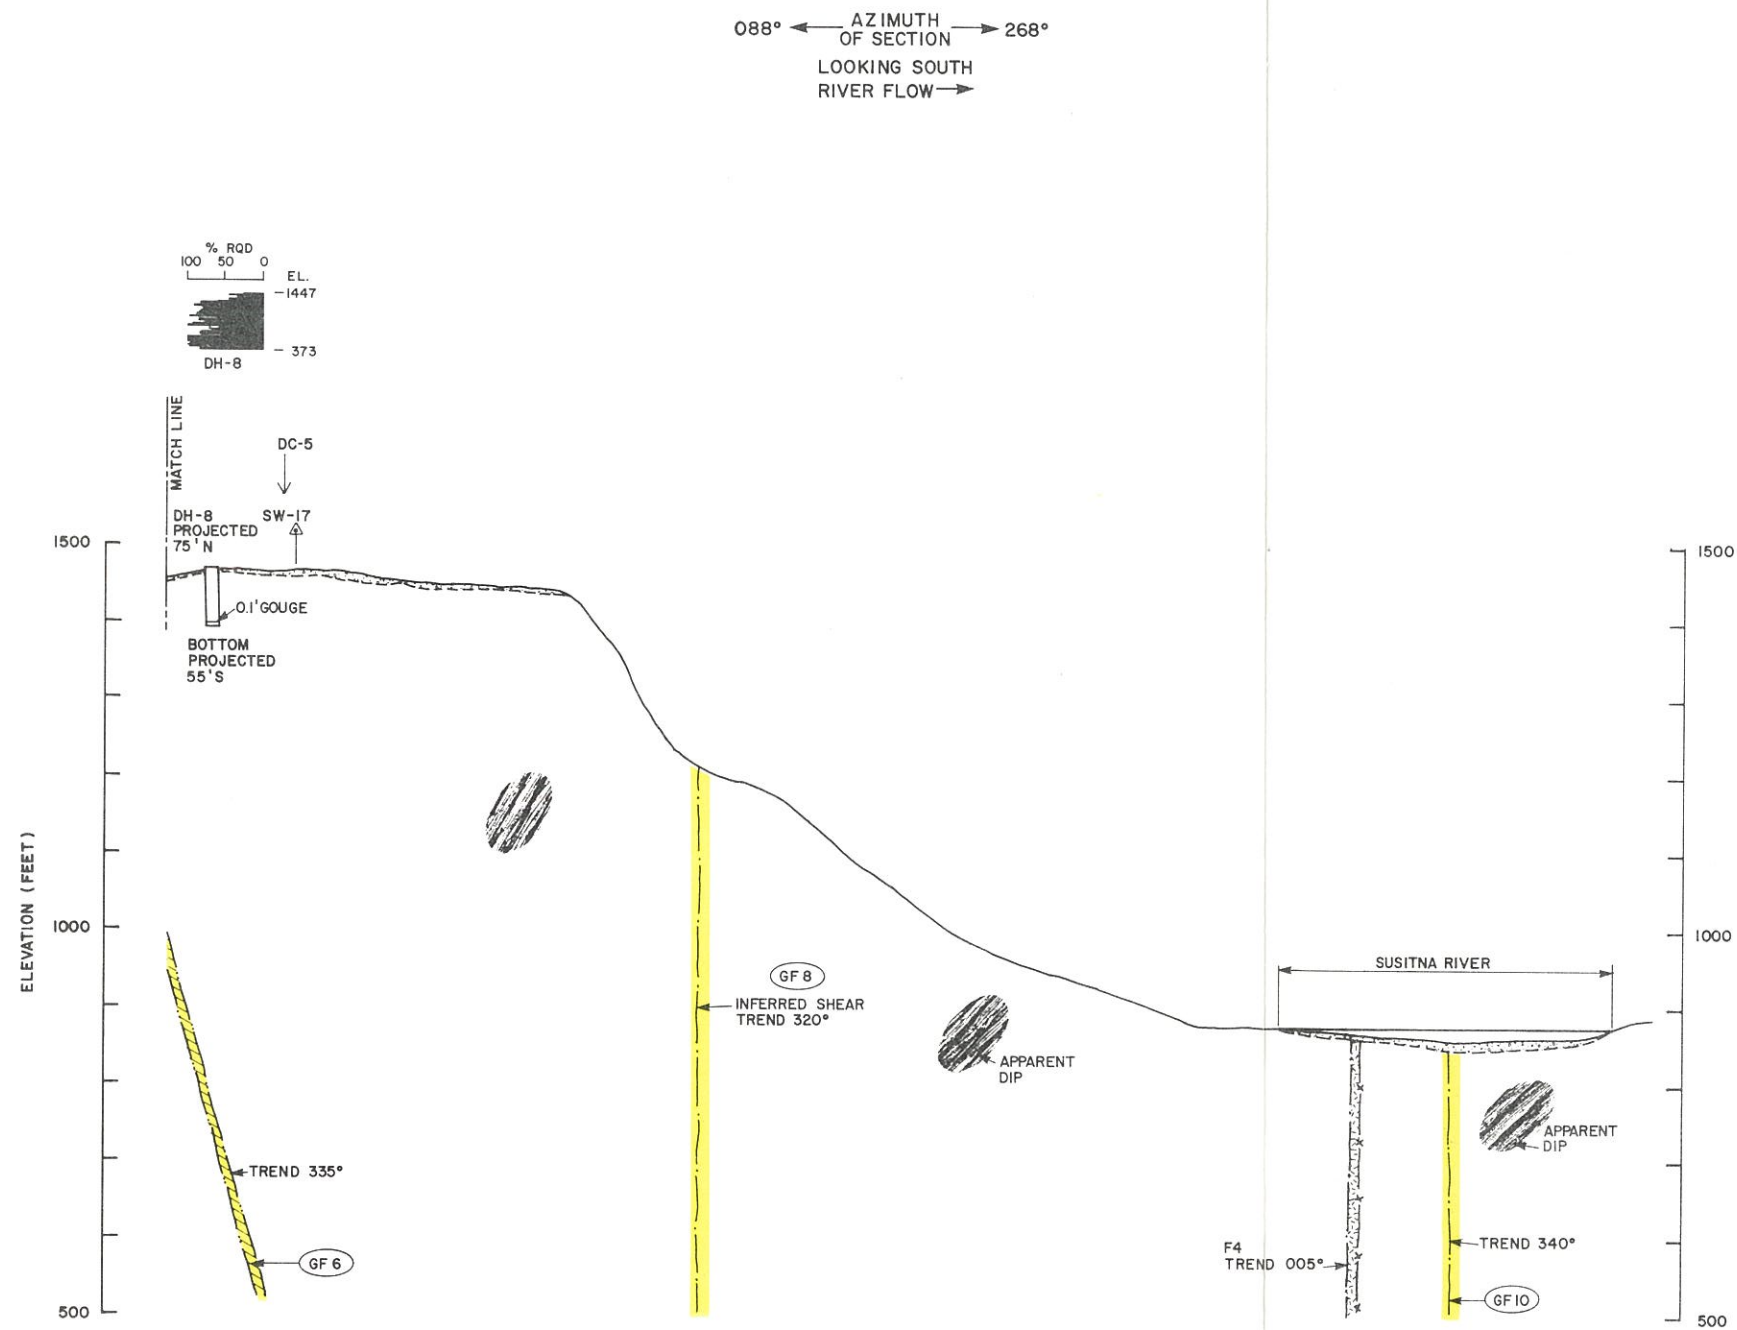 088° AZIMUTH OF SECTION 268°
LOOKING SOUTH
RIVER FLOW
% RQD
100 50 0
EL.
1447
373
DH-8
MATCH LINE
DC-5
DH-8
PROJECTED
75'N
SW-17
1500
1500
0.1' GOUGE
BOTTOM
PROJECTED
55'S
ELEVATION (FEET)
1000
1000
SUSITNA RIVER
GF 8
INFERRED SHEAR
TREND 320°
APPARENT
DIP
APPARENT
DIP
TREND 335°
GF 6
F4
TREND 005°
TREND 340°
GF10
500
500